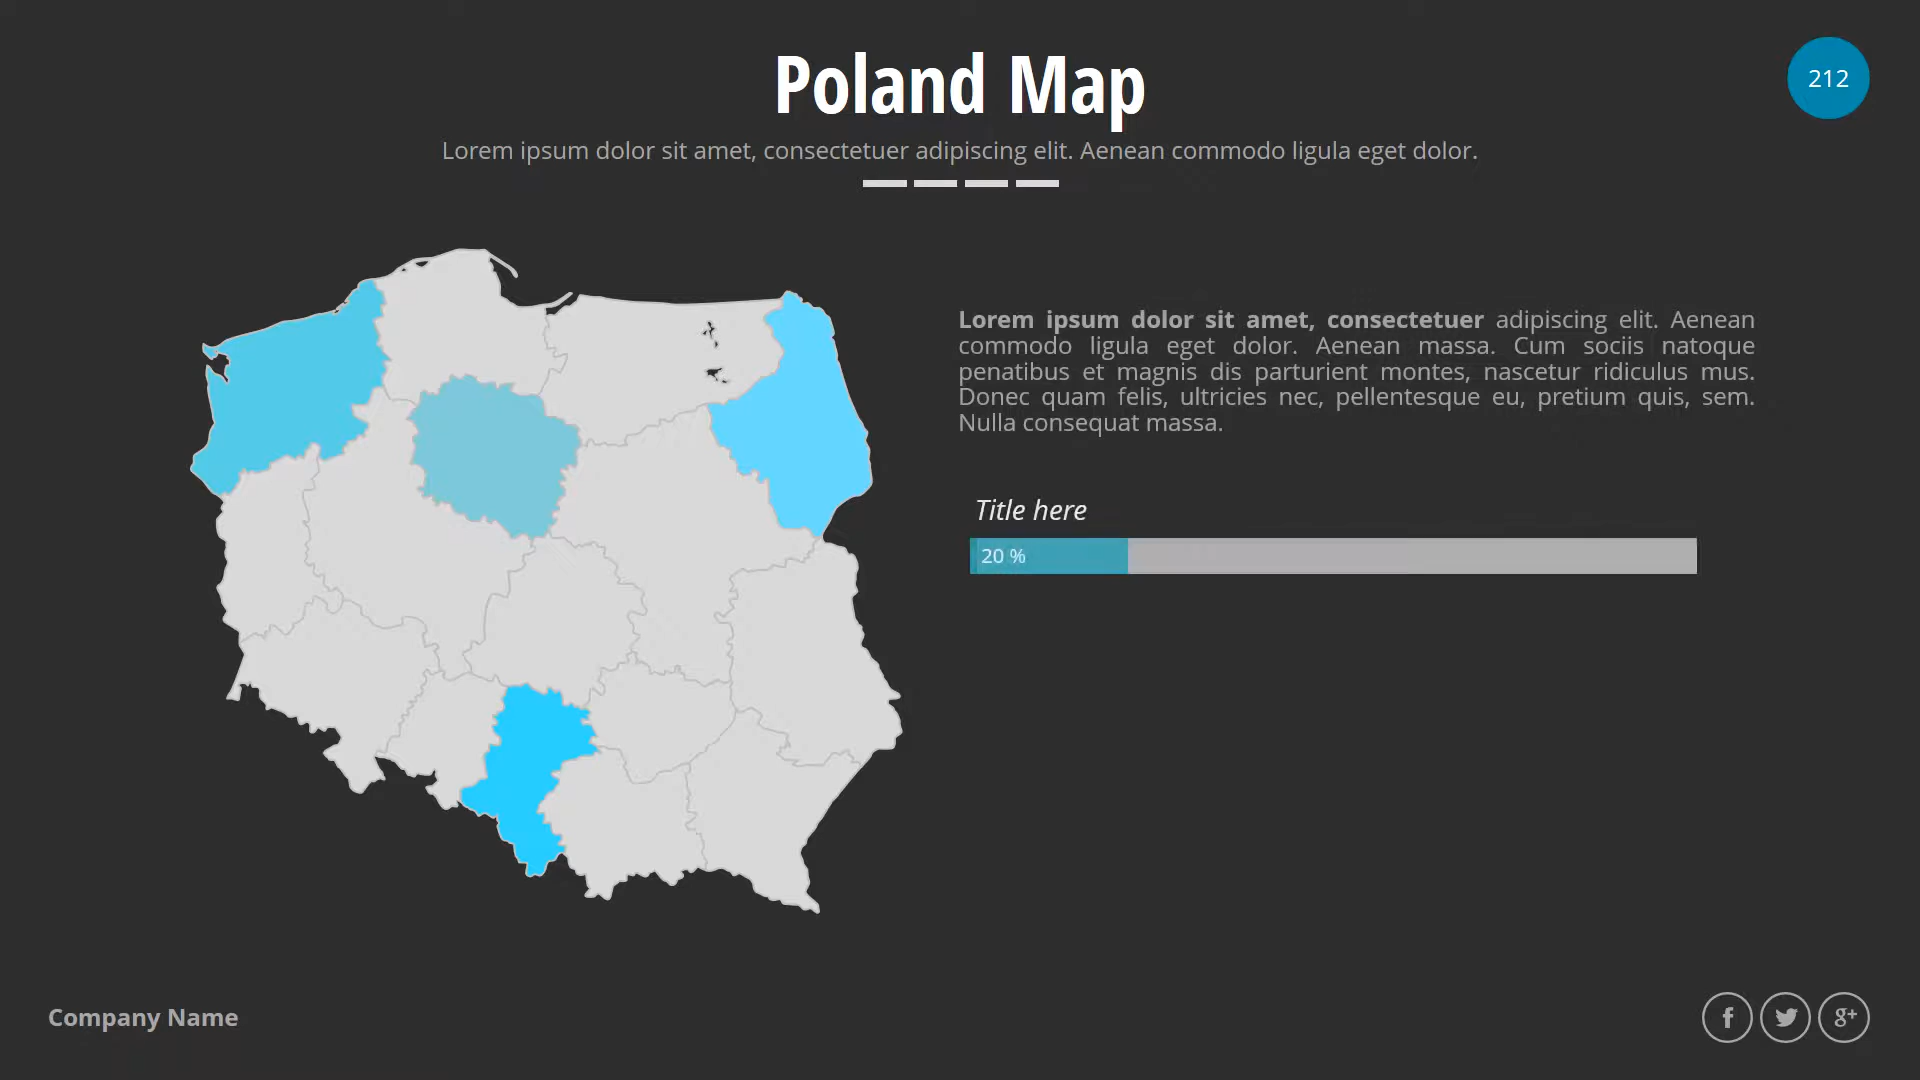 Poland Map
212
Lorem ipsum dolor sit amet, consectetuer adipiscing elit. Aenean commodo ligula eget dolor.
Lorem ipsum dolor sit amet, consectetuer adipiscing elit. Aenean
commodo ligula eget dolor. Aenean massa. Cum sociis natoque
penatibus et magnis dis parturient montes, nascetur ridiculus mus.
Donec quam felis, ultricies nec, pellentesque eu, pretium quis, sem.
Nulla consequat massa.
Title here
20 %
Company Name
f
g+